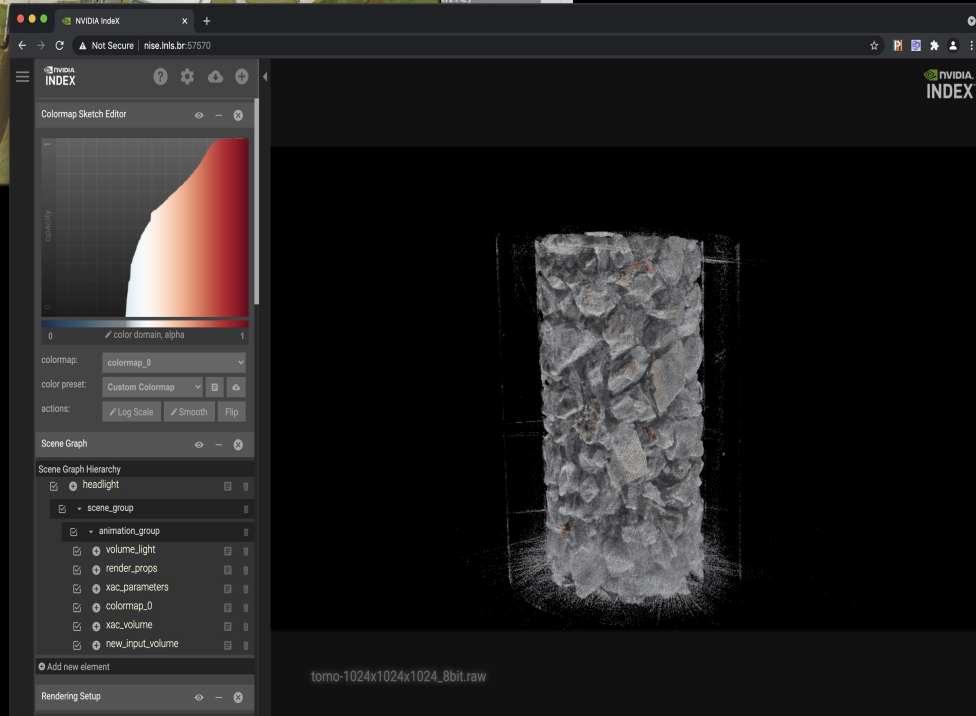 NVIDIA IndeX
Not Secure | nise.lnls.br:57570
NVIDIA.
INDEX
NVIDIA.
INDEX
Colormap Sketch Editor
1
opacity
0
0 color domain, alpha 1
colormap: colormap_0
color preset: Custom Colormap
actions: Log Scale Smooth Flip
Scene Graph
Scene Graph Hierarchy
headlight
scene_group
animation_group
volume_light
render_props
xac_parameters
colormap_0
xac_volume
new_input_volume
Add new element
tomo-1024x1024x1024_8bit.raw
Rendering Setup